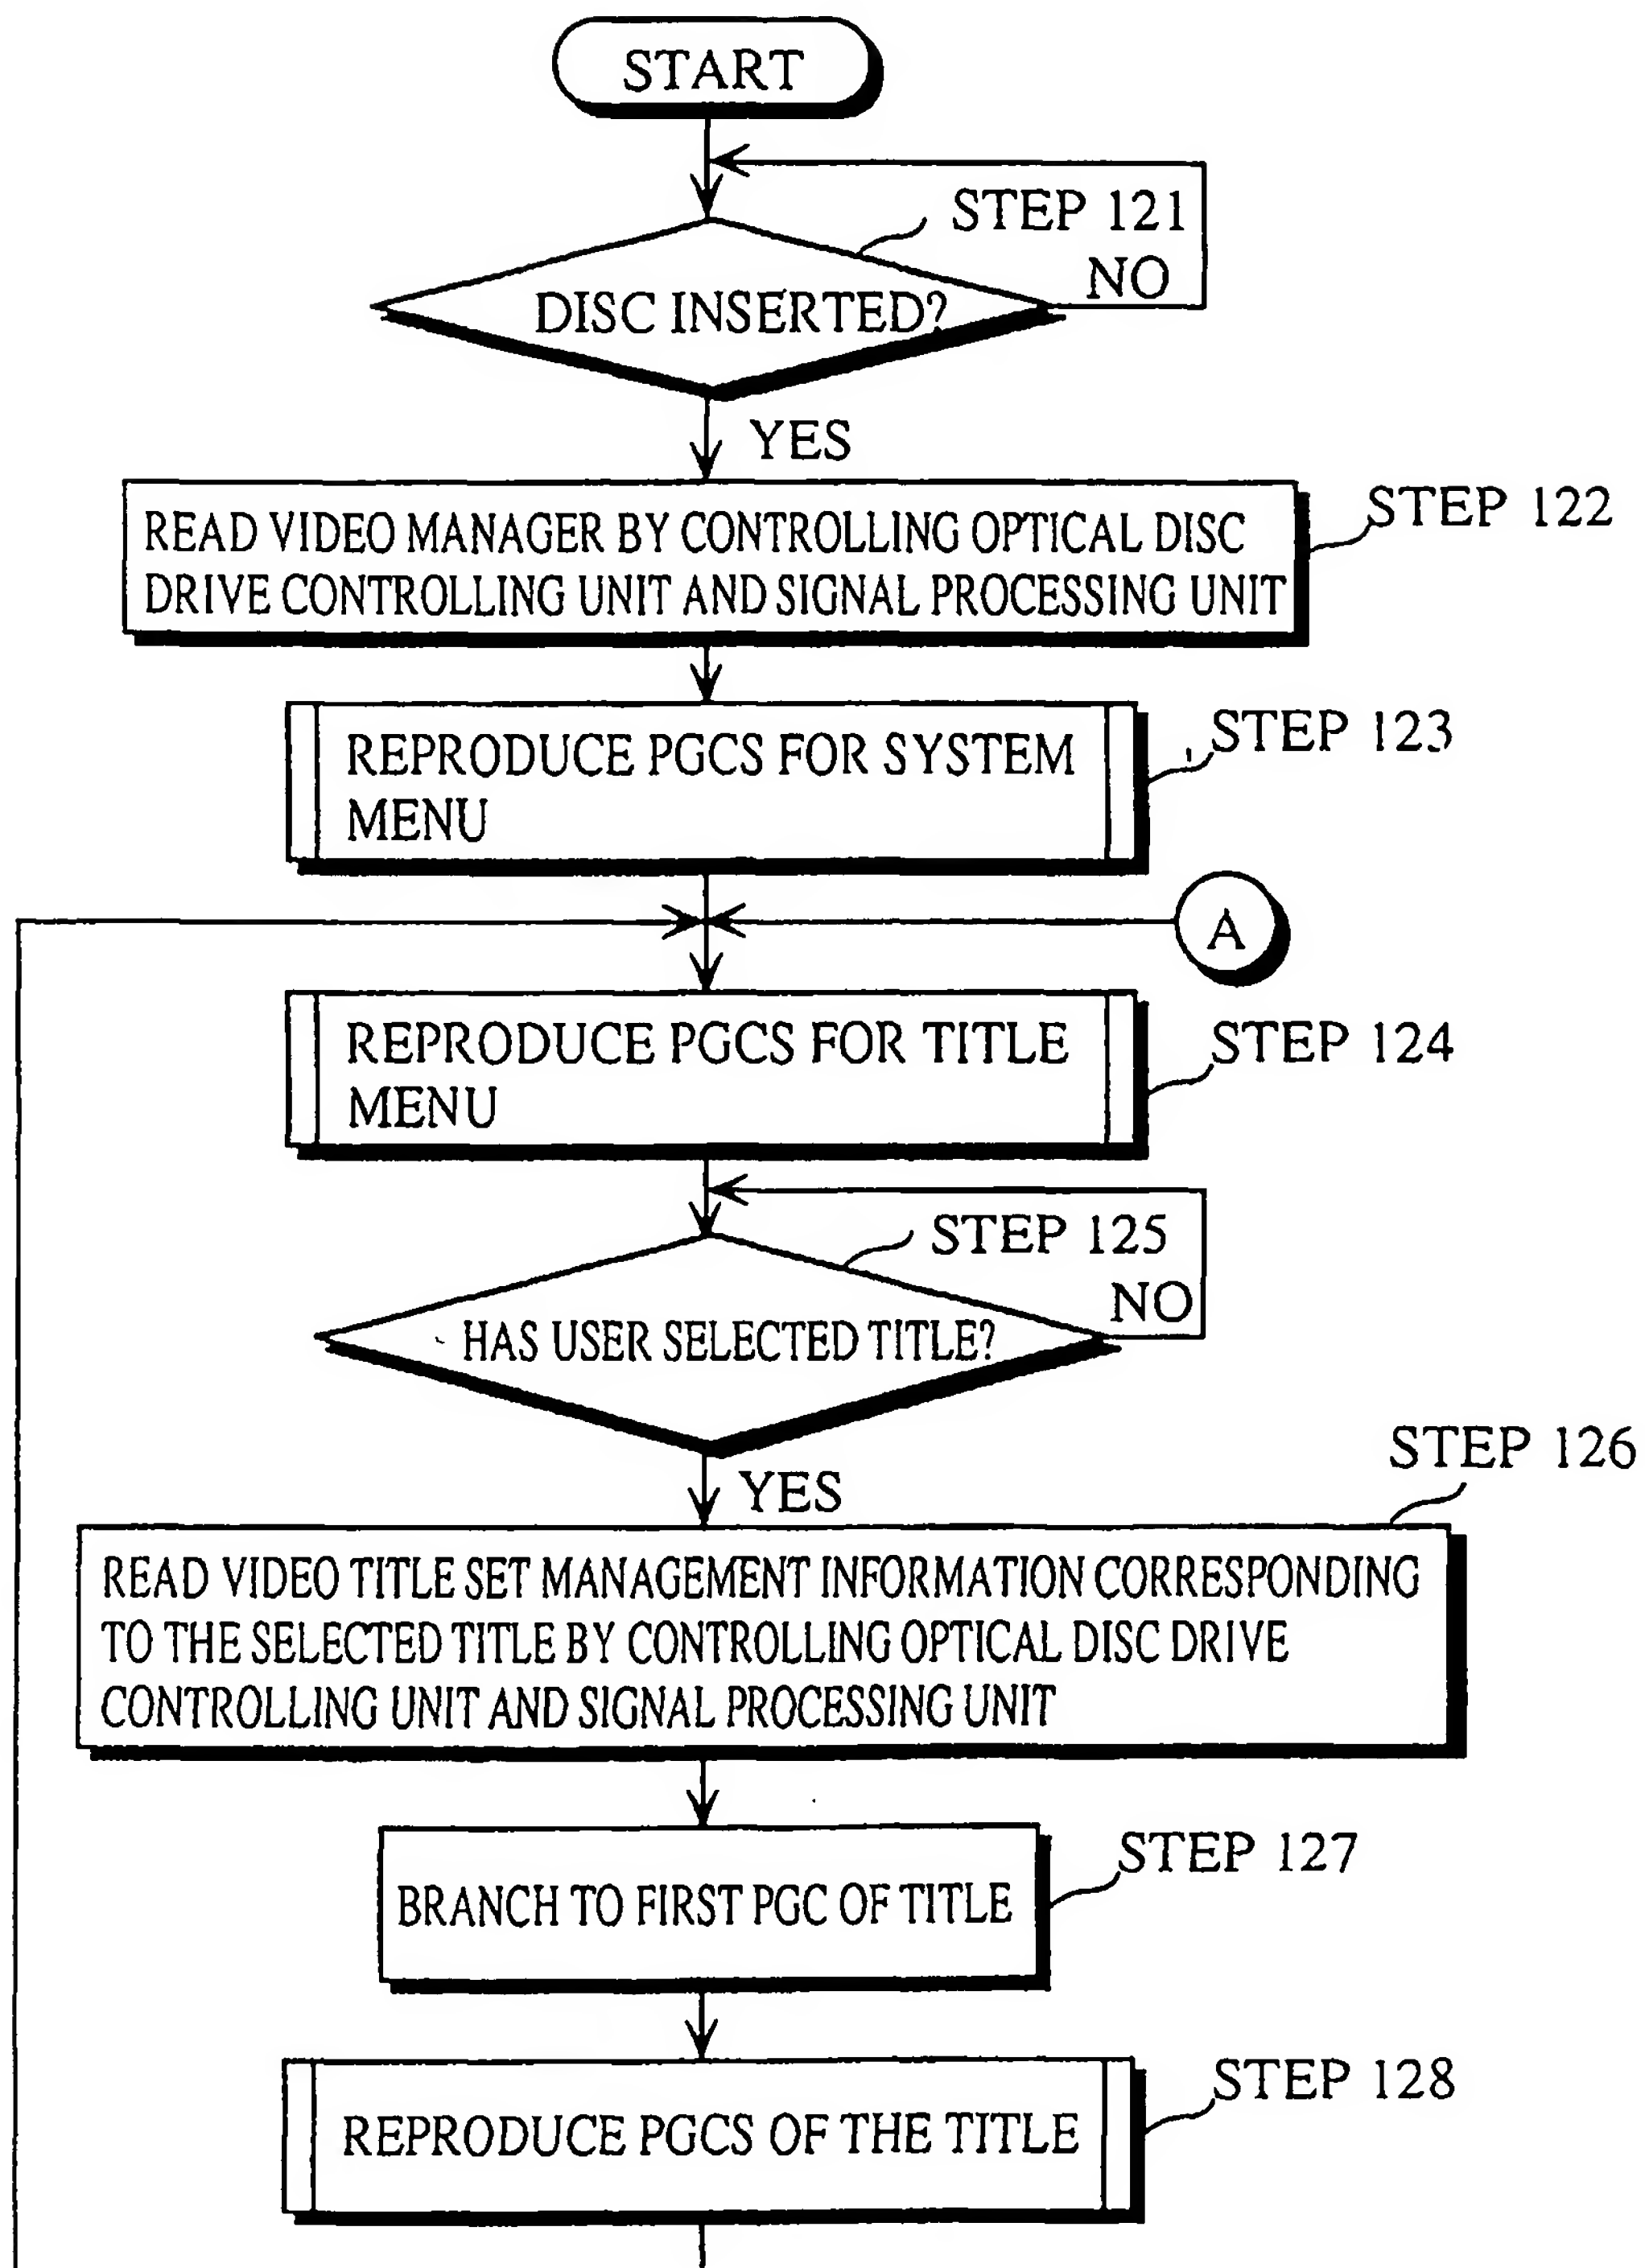 START
STEP 121
NO
DISC INSERTED?
YES
STEP 122
READ VIDEO MANAGER BY CONTROLLING OPTICAL DISC
DRIVE CONTROLLING UNIT AND SIGNAL PROCESSING UNIT
STEP 123
REPRODUCE PGCS FOR SYSTEM
MENU
A
REPRODUCE PGCS FOR TITLE
MENU
STEP 124
STEP 125
NO
HAS USER SELECTED TITLE?
STEP 126
YES
READ VIDEO TITLE SET MANAGEMENT INFORMATION CORRESPONDING
TO THE SELECTED TITLE BY CONTROLLING OPTICAL DISC DRIVE
CONTROLLING UNIT AND SIGNAL PROCESSING UNIT
STEP 127
BRANCH TO FIRST PGC OF TITLE
STEP 128
REPRODUCE PGCS OF THE TITLE